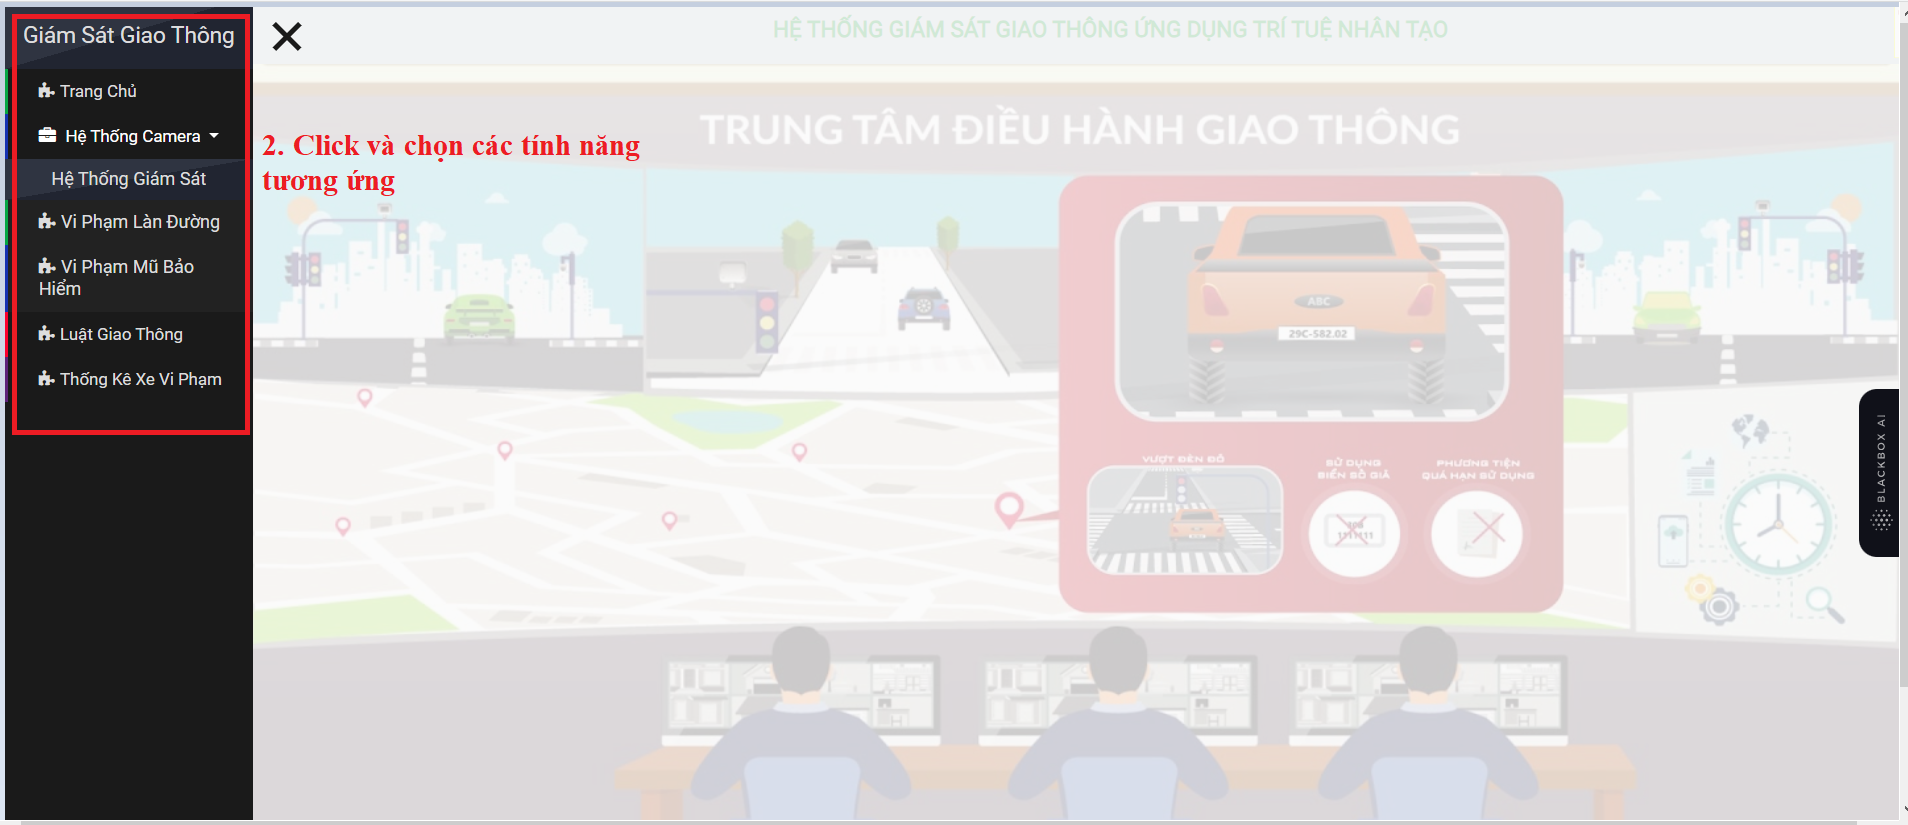 Giám Sát Giao Thông
HỆ THỐNG GIÁM SÁT GIAO THÔNG ỨNG DỤNG TRÍ TUỆ NHÂN TẠO
Trang Chủ
Hệ Thống Camera
Hệ Thống Giám Sát
Vi Phạm Làn Đường
Vi Phạm Mũ Bảo
Hiểm
Luật Giao Thông
Thống Kê Xe Vi Phạm
2. Click và chọn các tính năng
tương ứng
TRUNG TÂM ĐIỀU HÀNH GIAO THÔNG
ABC
29C-582.02
VƯỢT ĐÈN ĐỎ
SỬ DỤNG
BIỂN SỐ GIẢ
PHƯƠNG TIỆN
QUÁ HẠN SỬ DỤNG
1111111
BLACKBOX AI